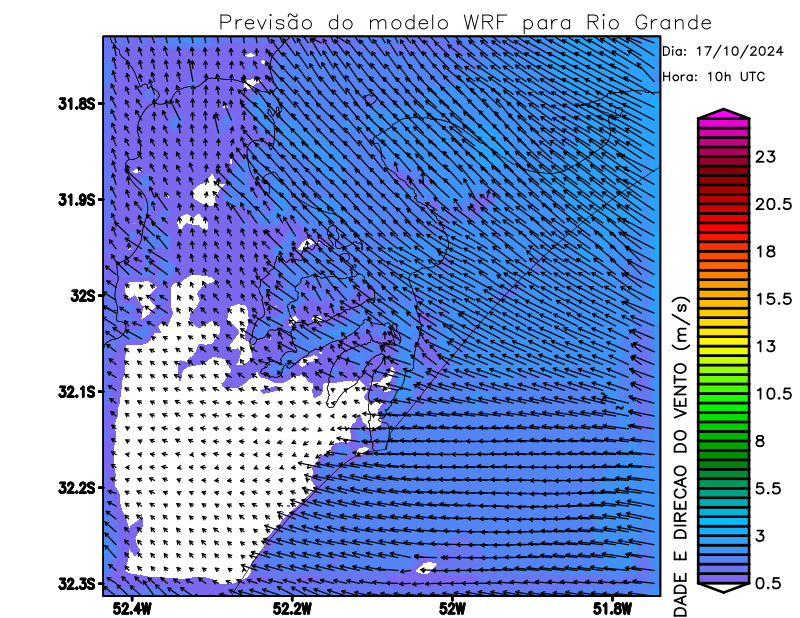 Previsão do modelo WRF para Rio Grande
Dia: 17/10/2024
Hora: 10h UTC
31.8S
31.9S
32S
32.1S
32.2S
32.3S
52.4W
52.2W
52W
51.8W
23
20.5
18
15.5
13
10.5
8
5.5
3
0.5
DADE E DIRECAO DO VENTO (m/s)